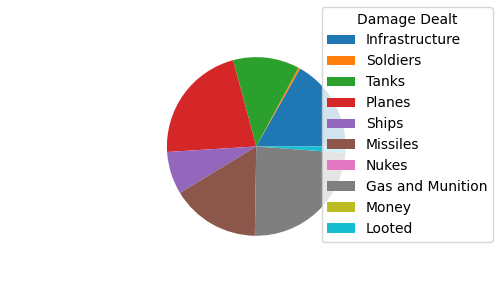 Damage Dealt
Infrastructure
Soldiers
Tanks
Planes
Ships
Missiles
Nukes
Gas and Munition
Money
Looted